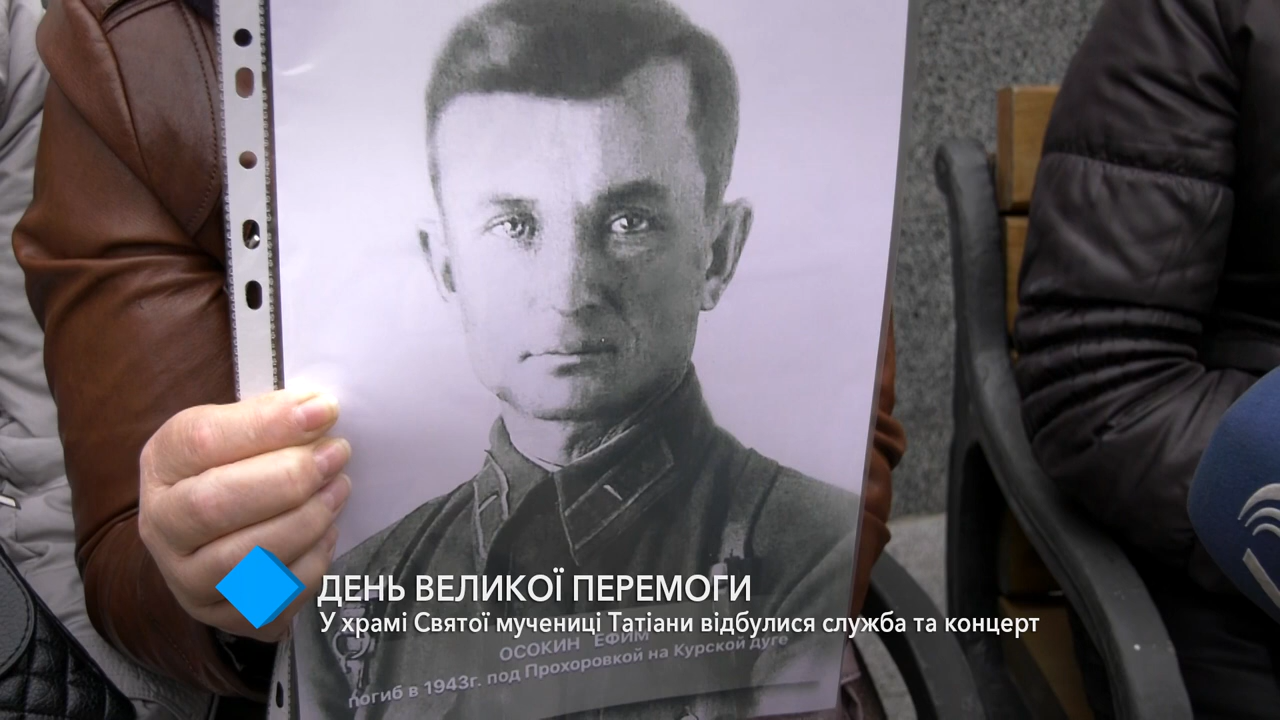 ДЕНЬ ВЕЛИКОЇ ПЕРЕМОГИ
У храмі Святої мучениці Татіани відбулися служба та концерт
ОСОКИН ЕФИМ
погиб в 1943г. под Прохоровкой на Курской дуге